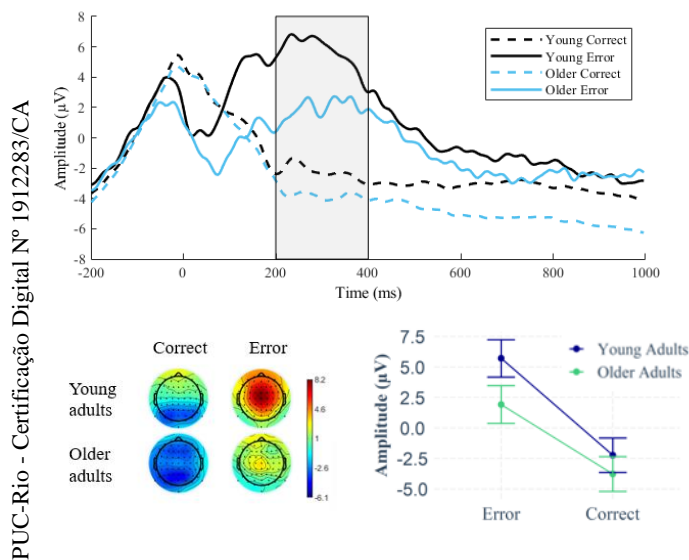 PUC-Rio - Certificação Digital Nº 1912283/CA
8
6
4
2
0
-2
-4
-6
-8
Amplitude (µV)
-200
0
200
400
600
800
1000
Time (ms)
Young Correct
Young Error
Older Correct
Older Error
Correct
Error
Young
adults
Older
adults
8.2
4.6
1
-2.6
-6.1
7.5
5.0
2.5
0.0
-2.5
-5.0
Amplitude (µV)
Error
Correct
Young Adults
Older Adults